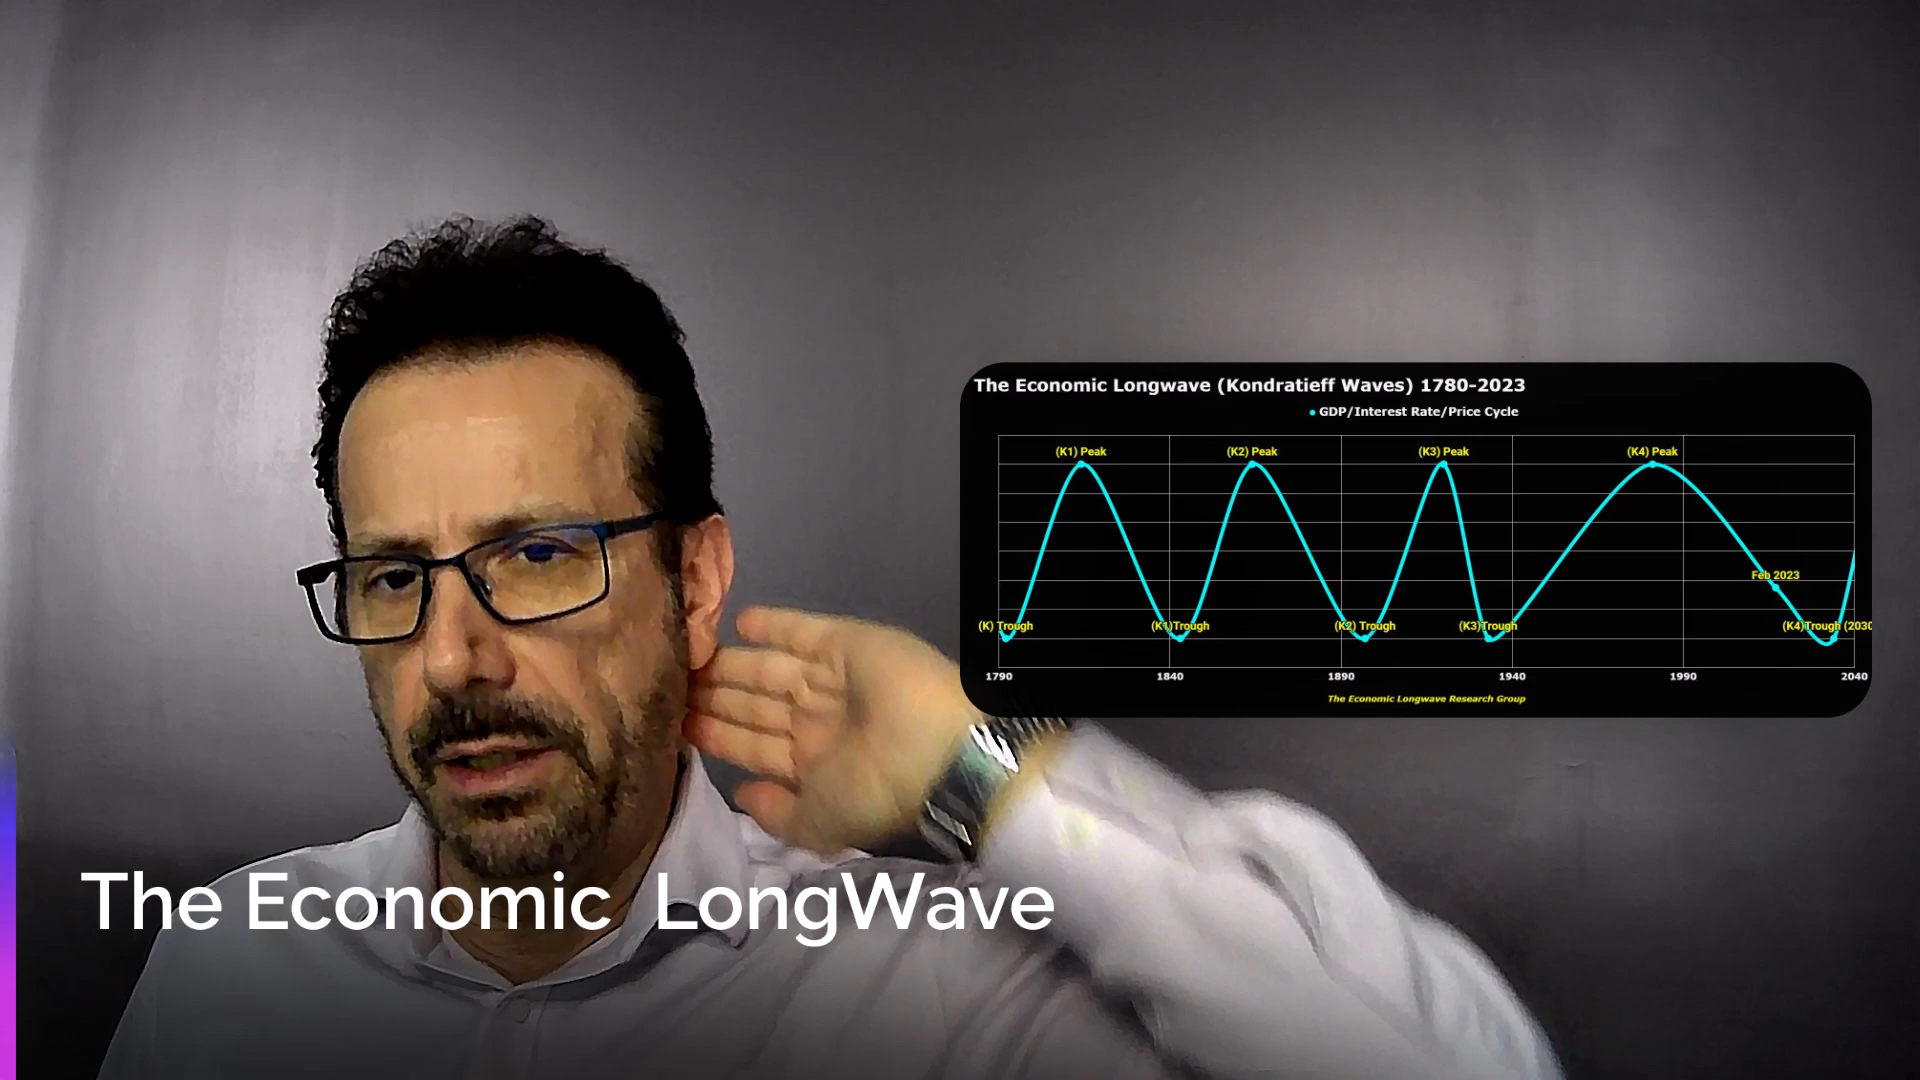 The Economic Longwave (Kondratieff Waves) 1780-2023
GDP/Interest Rate/Price Cycle
(K1) Peak
(K2) Peak
(K3) Peak
(K4) Peak
Feb 2023
(K) Trough
(K1)Trough
(K2) Trough
(K3)Trough
(K4)Trough (2030
1790
1840
1890
1940
1990
2040
The Economic Longwave Research Group
The Economic LongWave